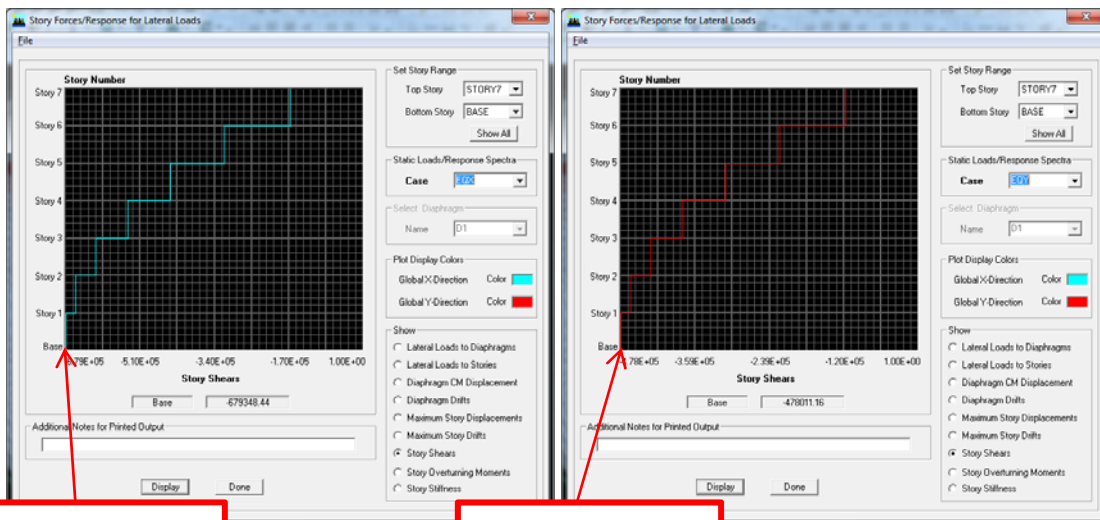 Story Forces/Response for Lateral Loads
File
Story Number
Story 7
Story 6
Story 5
Story 4
Story 3
Story 2
Story 1
Base
-5.10E+05 -3.40E+05 -1.70E+05 1.00E+00
Story Shears
Base -679348.44
Additional Notes for Printed Output
Display Done
Set Story Range
Top Story STORY7
Bottom Story BASE
Show All
Static Loads/Response Spectra
Case EQX
Select Diaphragm
Name D1
Plot Display Colors
Global X-Direction Color
Global Y-Direction Color
Show
Lateral Loads to Diaphragms
Lateral Loads to Stories
Diaphragm CM Displacement
Diaphragm Drifts
Maximum Story Displacements
Maximum Story Drifts
Story Shears
Story Overturning Moments
Story Stiffness
Story Forces/Response for Lateral Loads
File
Story Number
Story 7
Story 6
Story 5
Story 4
Story 3
Story 2
Story 1
Base
-3.59E+05 -2.39E+05 -1.20E+05 1.00E+00
Story Shears
Base -478011.16
Additional Notes for Printed Output
Display Done
Set Story Range
Top Story STORY7
Bottom Story BASE
Show All
Static Loads/Response Spectra
Case EQY
Select Diaphragm
Name D1
Plot Display Colors
Global X-Direction Color
Global Y-Direction Color
Show
Lateral Loads to Diaphragms
Lateral Loads to Stories
Diaphragm CM Displacement
Diaphragm Drifts
Maximum Story Displacements
Maximum Story Drifts
Story Shears
Story Overturning Moments
Story Stiffness